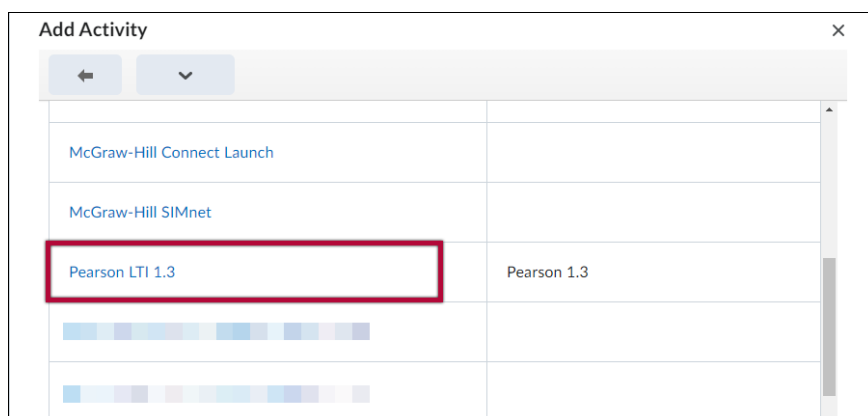 Add Activity
McGraw-Hill Connect Launch
McGraw-Hill SIMnet
Pearson LTI 1.3
Pearson 1.3